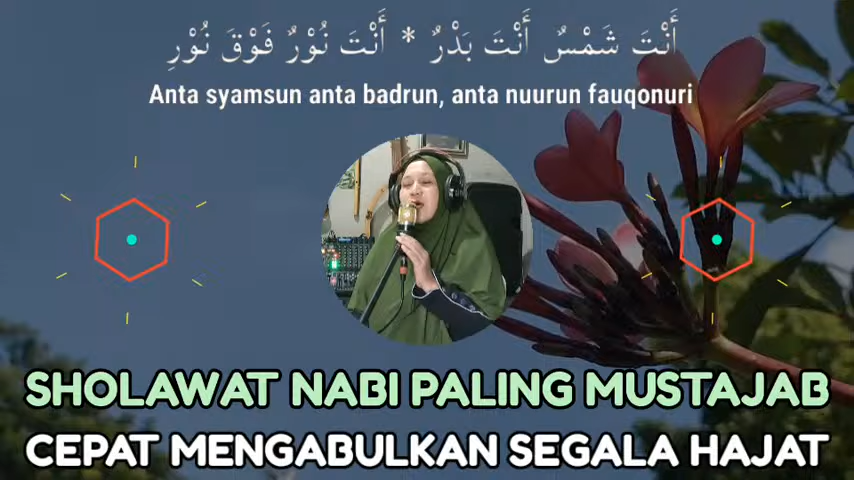 أَنْتَ شَمْسٌ أَنْتَ بَدْرٌ * أَنْتَ نُوْرٌ فَوْقَ نُوْرِ
Anta syamsun anta badrun, anta nuurun fauqonuri
SHOLAWAT NABI PALING MUSTAJAB
CEPAT MENGABULKAN SEGALA HAJAT